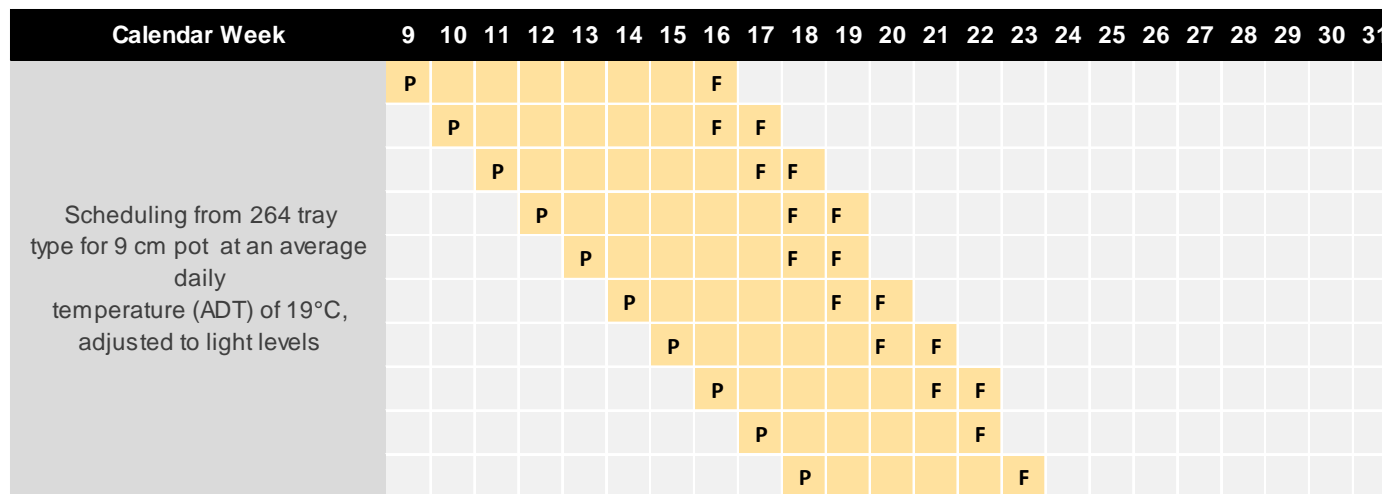 Calendar Week 9 10 11 12 13 14 15 16 17 18 19 20 21 22 23 24 25 26 27 28 29 30 31
P F
P F F
P F F
P F F
Scheduling from 264 tray
type for 9 cm pot at an average
daily
temperature (ADT) of 19°C,
adjusted to light levels
P F F
P F F
P F F
P F F
P F
P F